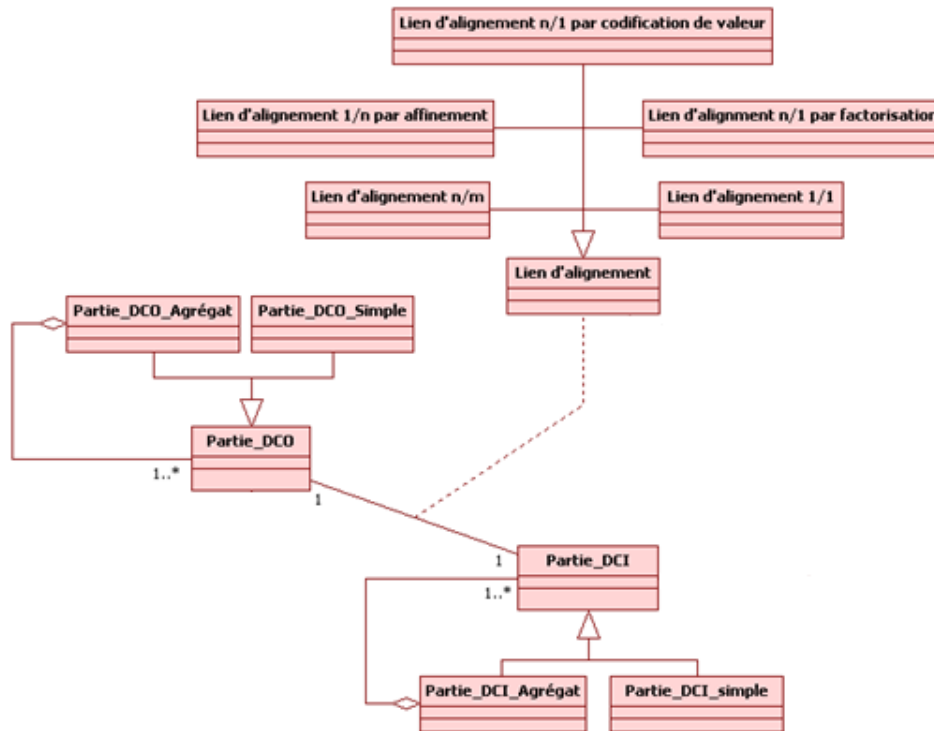 Lien d'alignement n/1 par codification de valeur
Lien d'alignement 1/n par affinement
Lien d'alignment n/1 par factorisation
Lien d'alignement n/m
Lien d'alignement 1/1
Lien d'alignement
Partie_DCO_Agrégat
Partie_DCO_Simple
Partie_DCO
1..*
1
1
Partie_DCI
1..*
Partie_DCI_Agrégat
Partie_DCI_simple